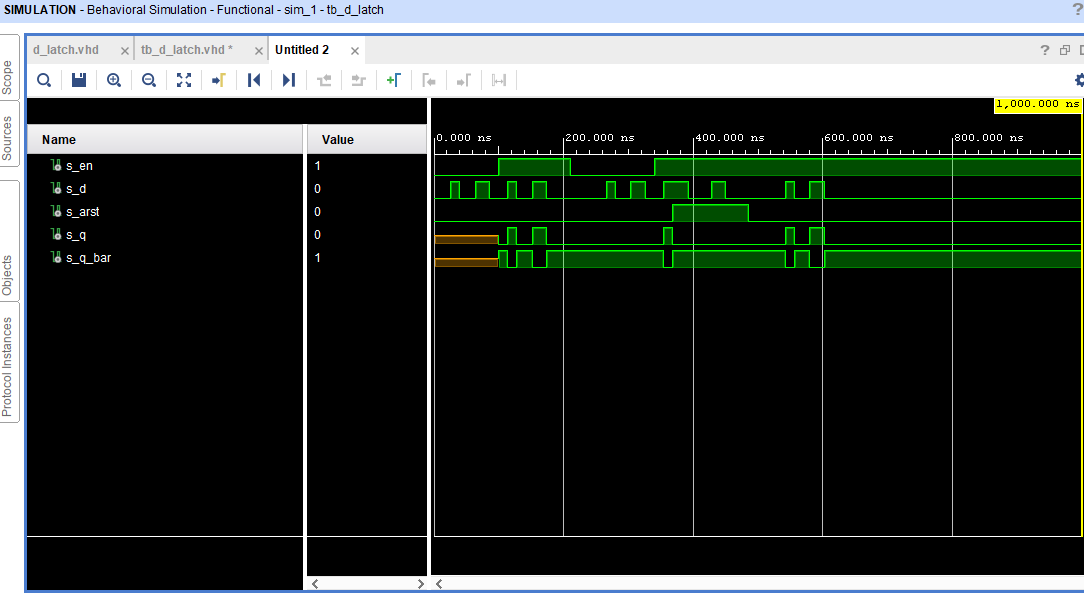 SIMULATION - Behavioral Simulation - Functional - sim_1 - tb_d_latch
?
d_latch.vhd × tb_d_latch.vhd * × Untitled 2 ×
?
Scope
Sources
Objects
Protocol Instances
1,000.000 ns
Name Value
0.000 ns 200.000 ns 400.000 ns 600.000 ns 800.000 ns
s_en 1
s_d 0
s_arst 0
s_q 0
s_q_bar 1